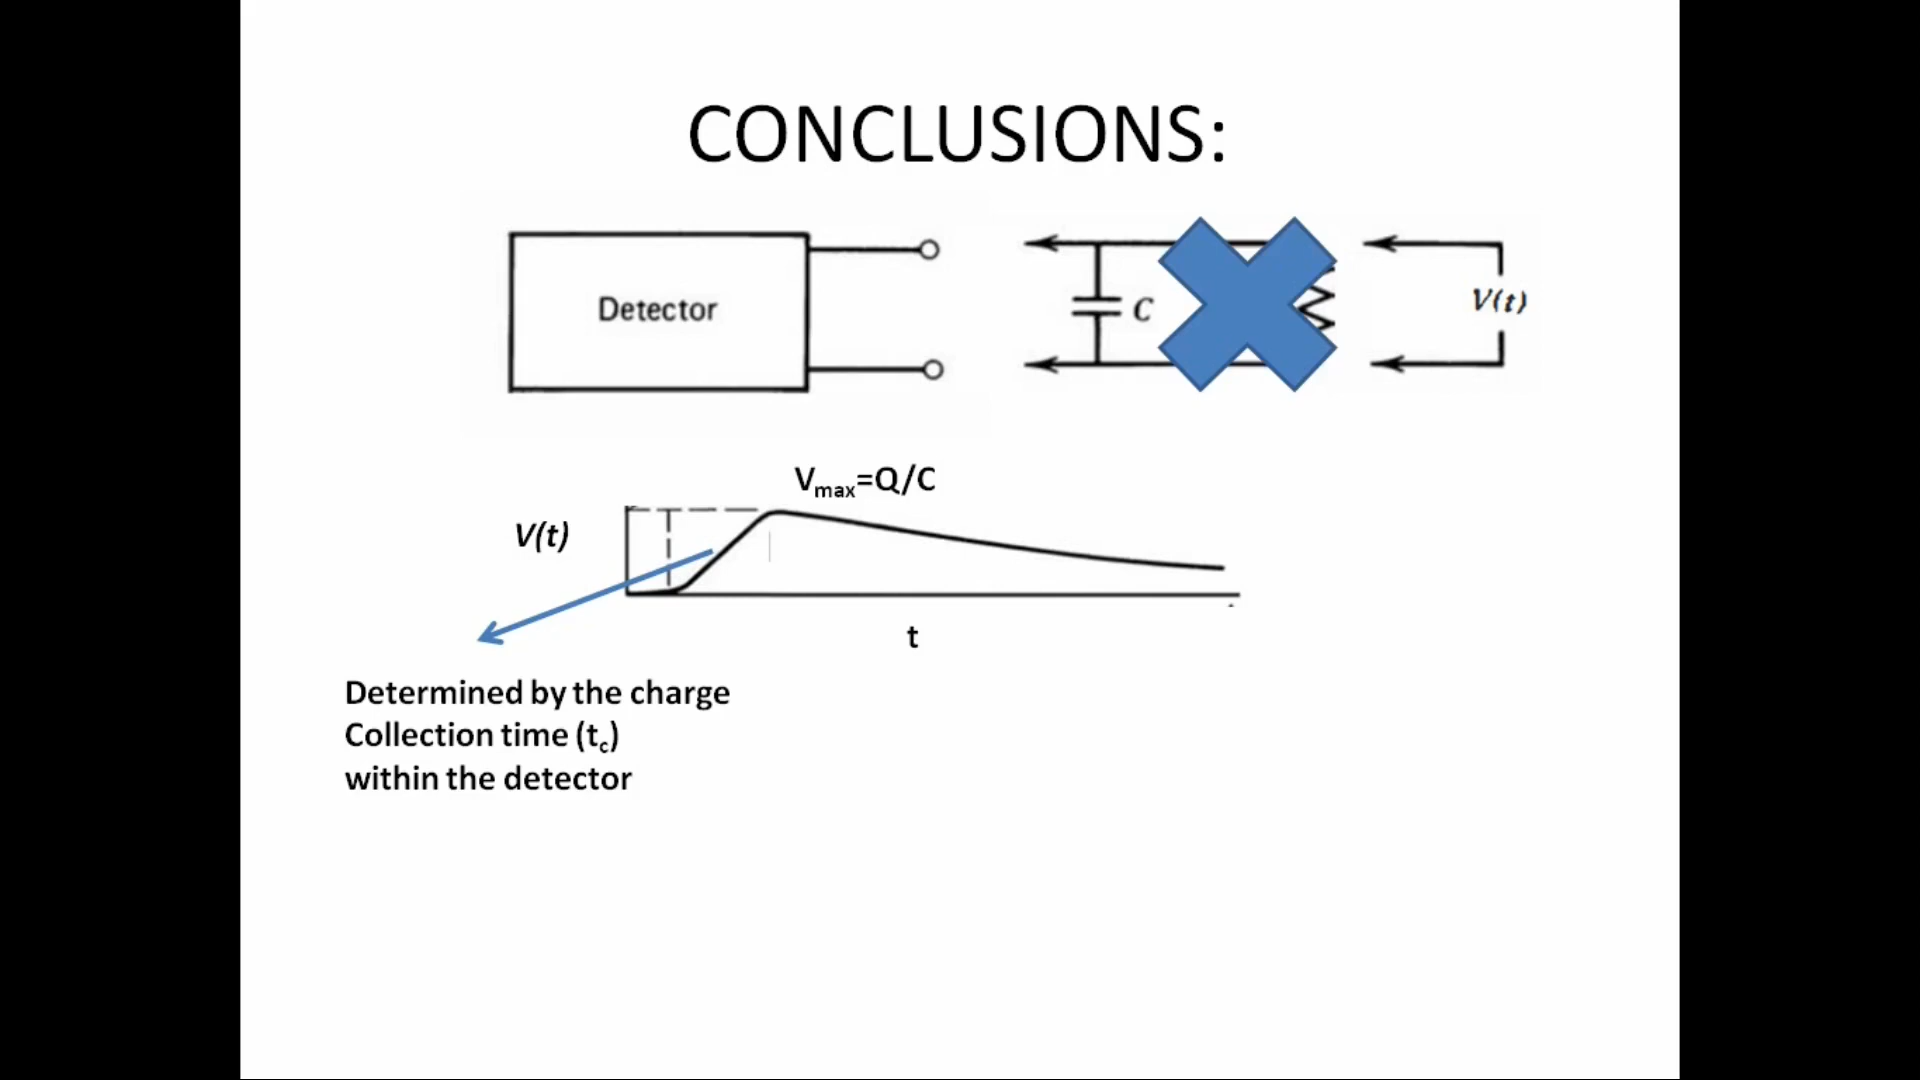 CONCLUSIONS:
Detector
C
V(t)
Vmax=Q/C
V(t)
t
Determined by the charge
Collection time (tc)
within the detector